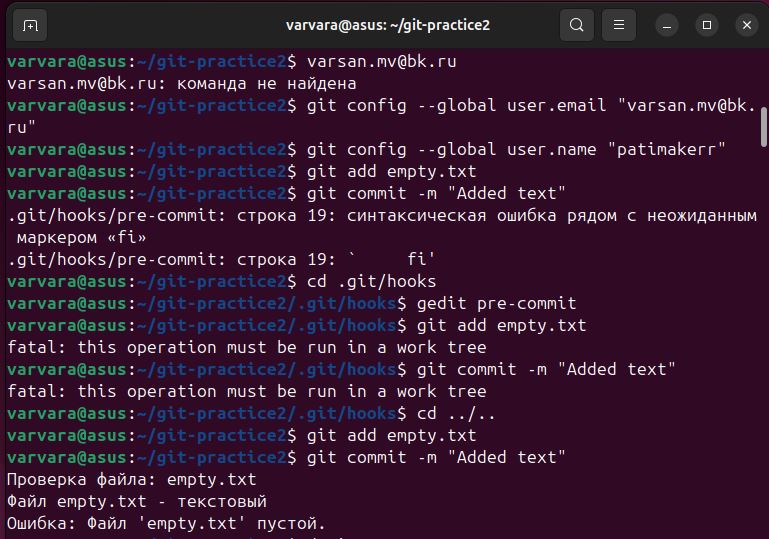 varvara@asus: ~/git-practice2
varvara@asus:~/git-practice2$ varsan.mv@bk.ru
varsan.mv@bk.ru: команда не найдена
varvara@asus:~/git-practice2$ git config --global user.email "varsan.mv@bk.
ru"
varvara@asus:~/git-practice2$ git config --global user.name "patimakerr"
varvara@asus:~/git-practice2$ git add empty.txt
varvara@asus:~/git-practice2$ git commit -m "Added text"
.git/hooks/pre-commit: строка 19: синтаксическая ошибка рядом с неожиданным
 маркером «fi»
.git/hooks/pre-commit: строка 19: `     fi'
varvara@asus:~/git-practice2$ cd .git/hooks
varvara@asus:~/git-practice2/.git/hooks$ gedit pre-commit
varvara@asus:~/git-practice2/.git/hooks$ git add empty.txt
fatal: this operation must be run in a work tree
varvara@asus:~/git-practice2/.git/hooks$ git commit -m "Added text"
fatal: this operation must be run in a work tree
varvara@asus:~/git-practice2/.git/hooks$ cd ../..
varvara@asus:~/git-practice2$ git add empty.txt
varvara@asus:~/git-practice2$ git commit -m "Added text"
Проверка файла: empty.txt
Файл empty.txt - текстовый
Ошибка: Файл 'empty.txt' пустой.